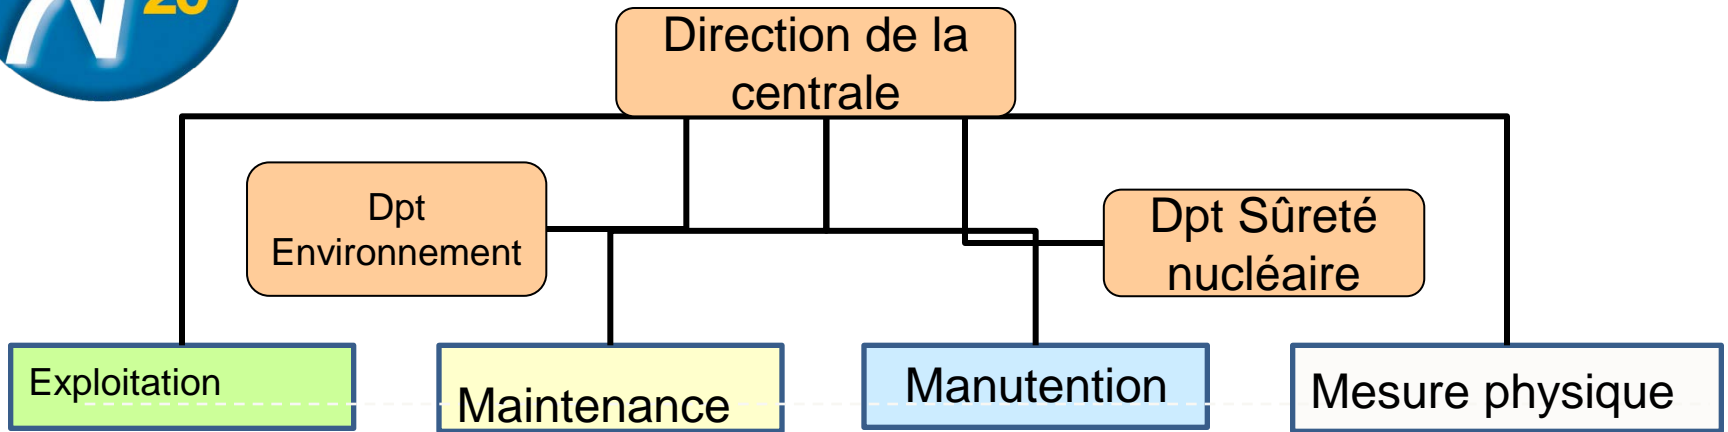 Direction de la
centrale
Dpt
Environnement
Dpt Sûreté
nucléaire
Exploitation
Maintenance
Manutention
Mesure physique